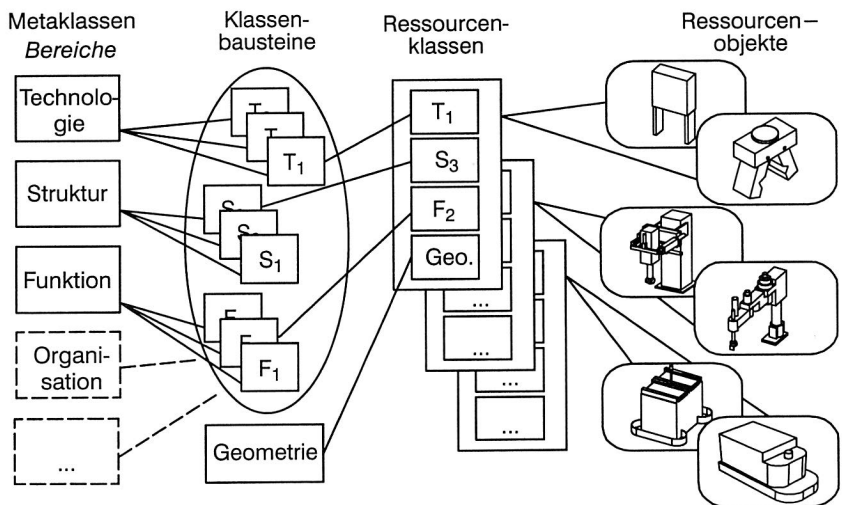 Metaklassen
Bereiche
Klassen-
bausteine
Ressourcen-
klassen
Ressourcen-
objekte
Technolo-
gie
Struktur
Funktion
Organi-
sation
...
T
T
T1
S
S
S1
F
F
F1
Geometrie
T1
S3
F2
Geo.
...
...
...
...